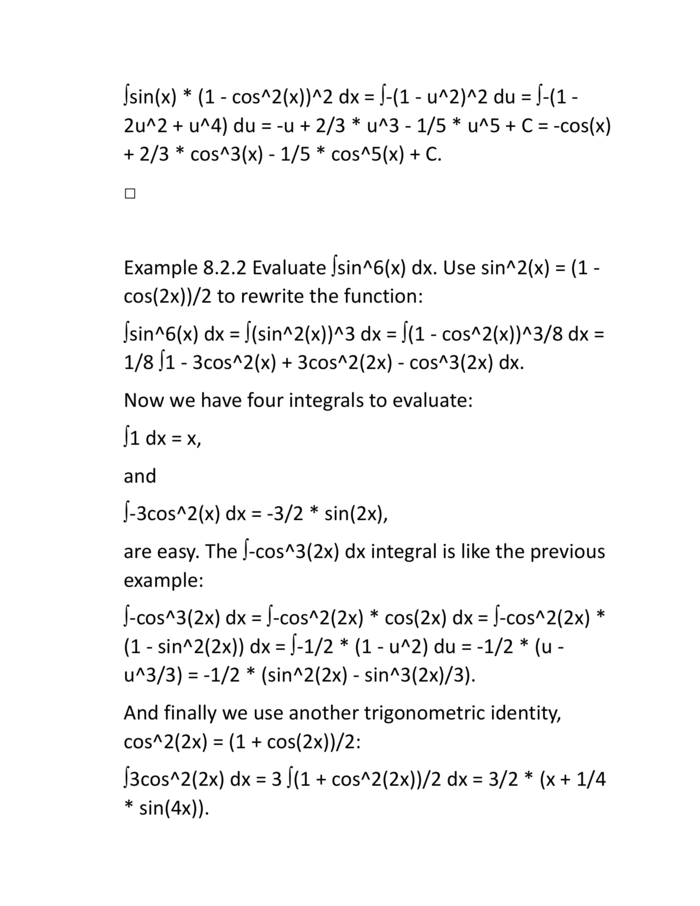 ∫sin(x) * (1 - cos^2(x))^2 dx = ∫-(1 - u^2)^2 du = ∫-(1 -
2u^2 + u^4) du = -u + 2/3 * u^3 - 1/5 * u^5 + C = -cos(x)
+ 2/3 * cos^3(x) - 1/5 * cos^5(x) + C.
□
Example 8.2.2 Evaluate ∫sin^6(x) dx. Use sin^2(x) = (1 -
cos(2x))/2 to rewrite the function:
∫sin^6(x) dx = ∫(sin^2(x))^3 dx = ∫(1 - cos^2(x))^3/8 dx =
1/8 ∫1 - 3cos^2(x) + 3cos^2(2x) - cos^3(2x) dx.
Now we have four integrals to evaluate:
∫1 dx = x,
and
∫-3cos^2(x) dx = -3/2 * sin(2x),
are easy. The ∫-cos^3(2x) dx integral is like the previous
example:
∫-cos^3(2x) dx = ∫-cos^2(2x) * cos(2x) dx = ∫-cos^2(2x) *
(1 - sin^2(2x)) dx = ∫-1/2 * (1 - u^2) du = -1/2 * (u -
u^3/3) = -1/2 * (sin^2(2x) - sin^3(2x)/3).
And finally we use another trigonometric identity,
cos^2(2x) = (1 + cos(2x))/2:
∫3cos^2(2x) dx = 3 ∫(1 + cos^2(2x))/2 dx = 3/2 * (x + 1/4
* sin(4x)).